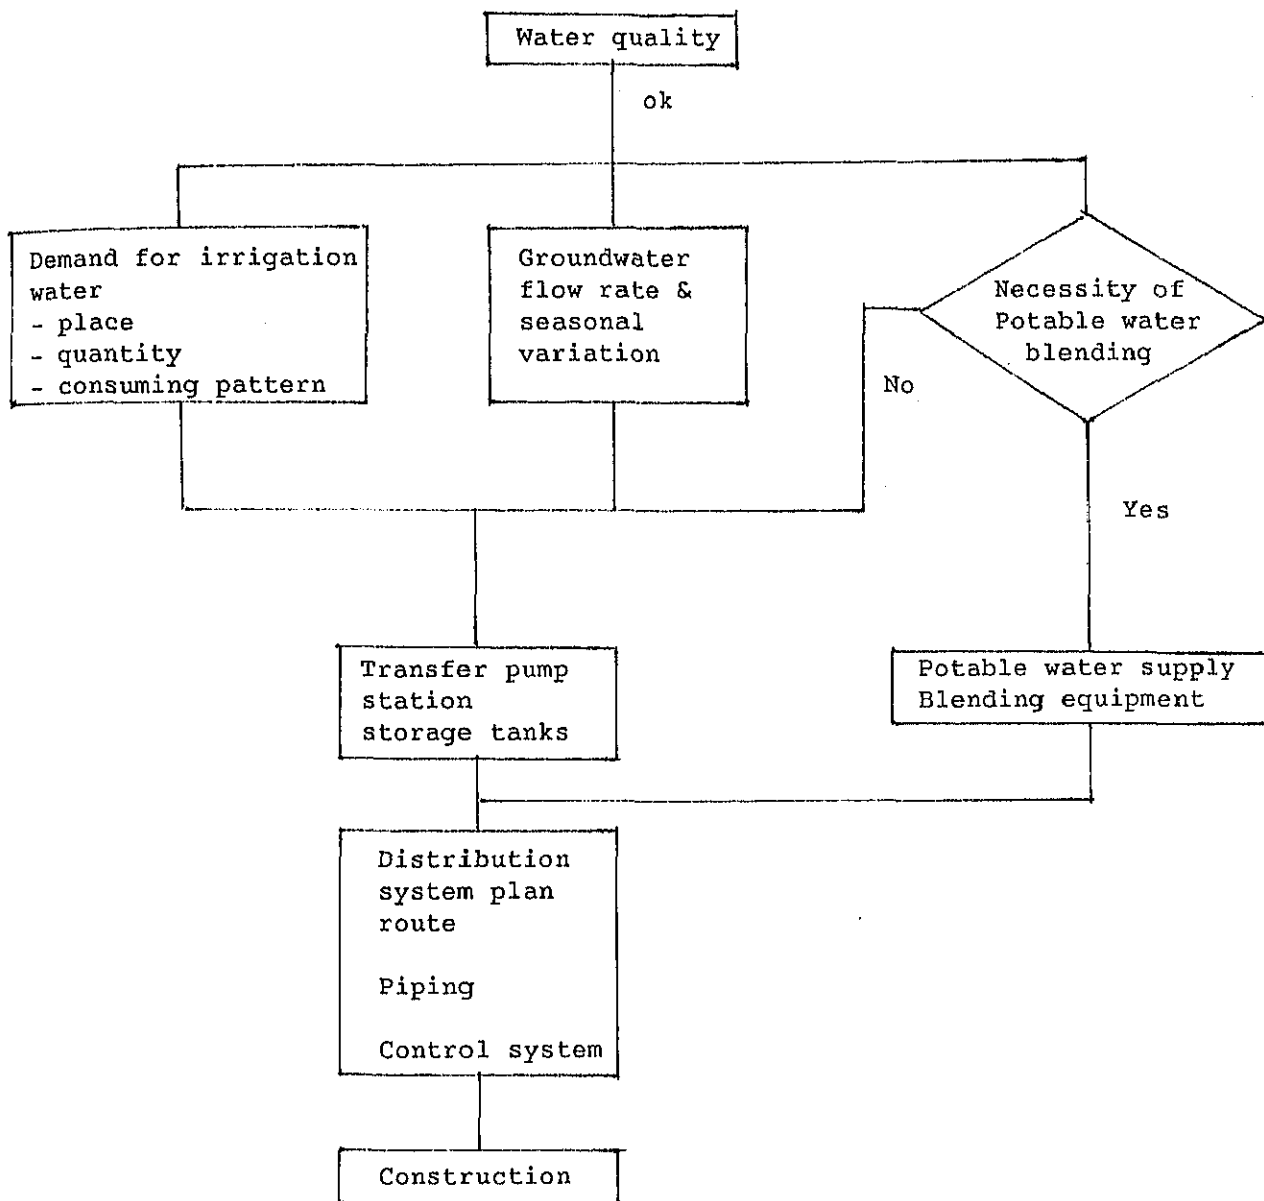 Water quality
ok
Demand for irrigation
water
- place
- quantity
- consuming pattern
Groundwater
flow rate &
seasonal
variation
Necessity of
Potable water
blending
No
Yes
Transfer pump
station
storage tanks
Potable water supply
Blending equipment
Distribution
system plan
route
Piping
Control system
Construction